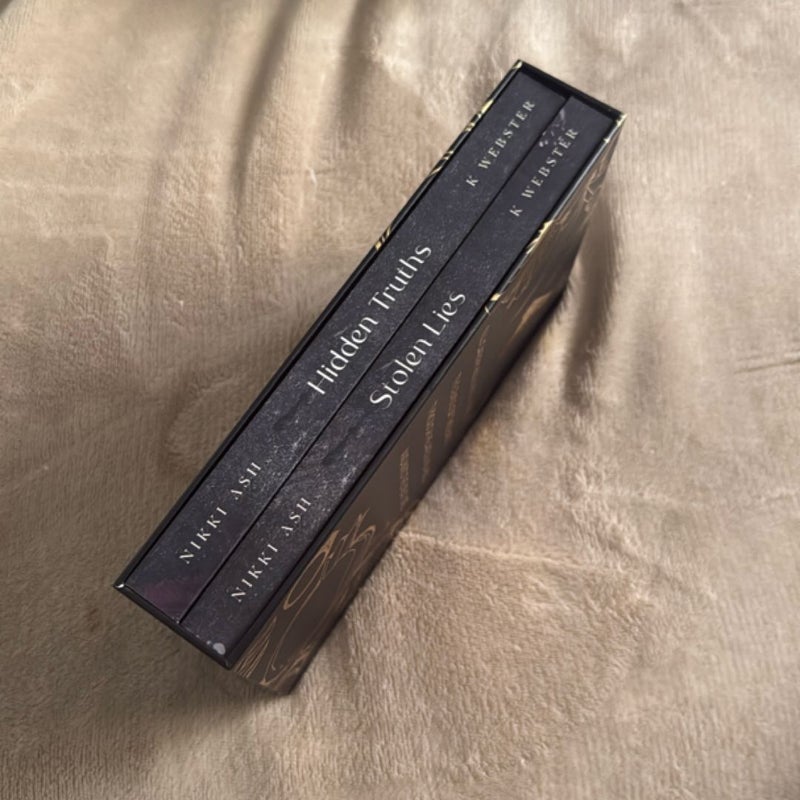 NIKKI ASH Hidden Truths K WEBSTER
NIKKI ASH Stolen Lies K WEBSTER